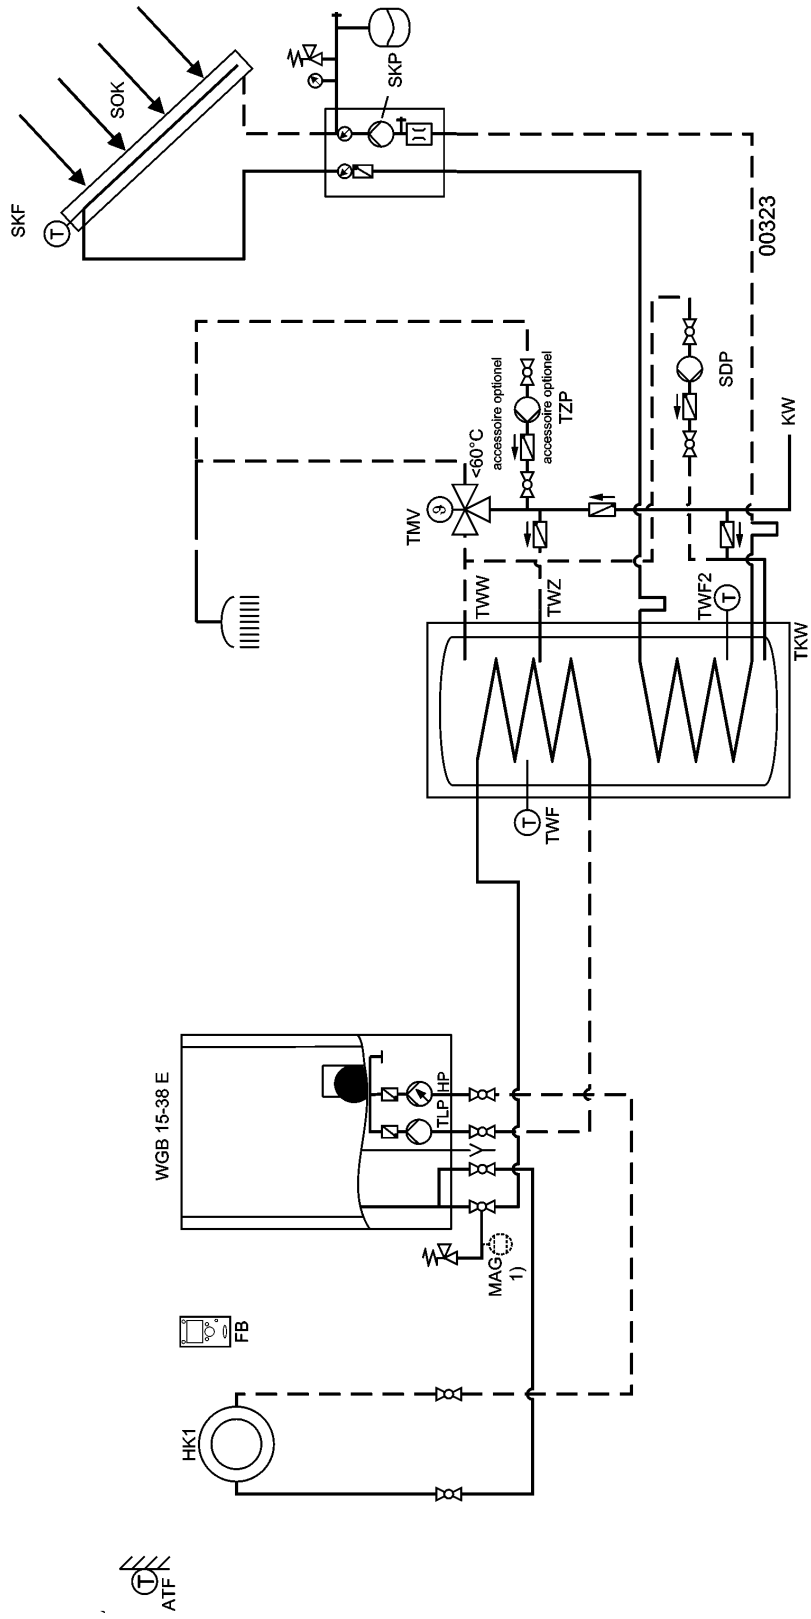 ATF
T
HK1
FB
WGB 15-38 E
MAG
1)
TLP
HP
T
TWF
TWW
TWZ
TWF2
T
TKW
TMV
ϑ
<60°C
accessoire optionel
TZP
accessoire optionel
SDP
KW
SKF
T
SOK
SKP
00323